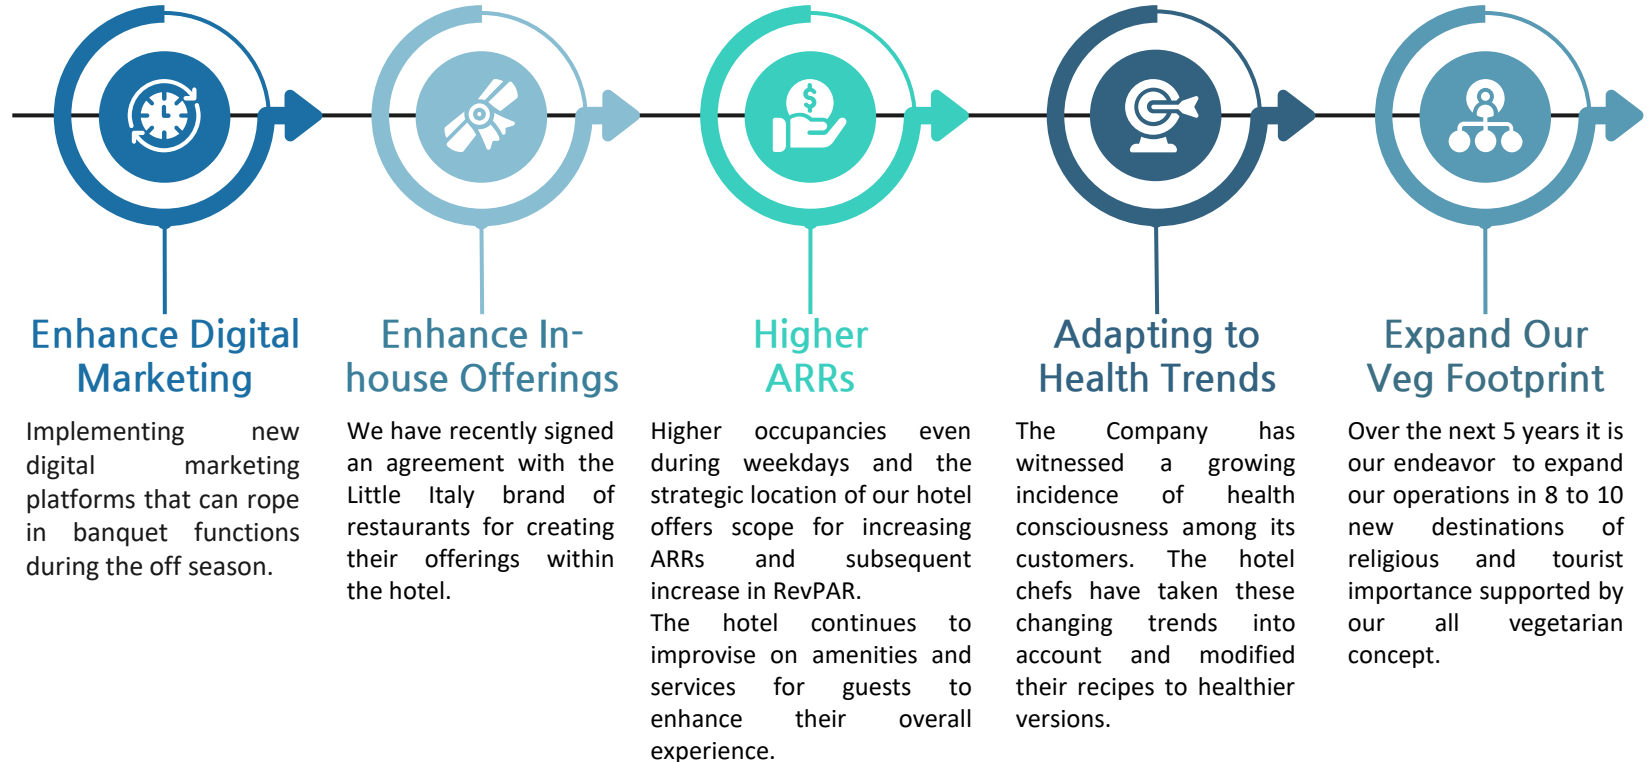 Enhance Digital
Marketing
Implementing new
digital marketing
platforms that can rope
in banquet functions
during the off season.
Enhance In-
house Offerings
We have recently signed
an agreement with the
Little Italy brand of
restaurants for creating
their offerings within
the hotel.
Higher
ARRs
Higher occupancies even
during weekdays and the
strategic location of our hotel
offers scope for increasing
ARRs and subsequent
increase in RevPAR.
The hotel continues to
improvise on amenities and
services for guests to
enhance their overall
experience.
Adapting to
Health Trends
The Company has
witnessed a growing
incidence of health
consciousness among its
customers. The hotel
chefs have taken these
changing trends into
account and modified
their recipes to healthier
versions.
Expand Our
Veg Footprint
Over the next 5 years it is
our endeavor to expand
our operations in 8 to 10
new destinations of
religious and tourist
importance supported by
our all vegetarian
concept.